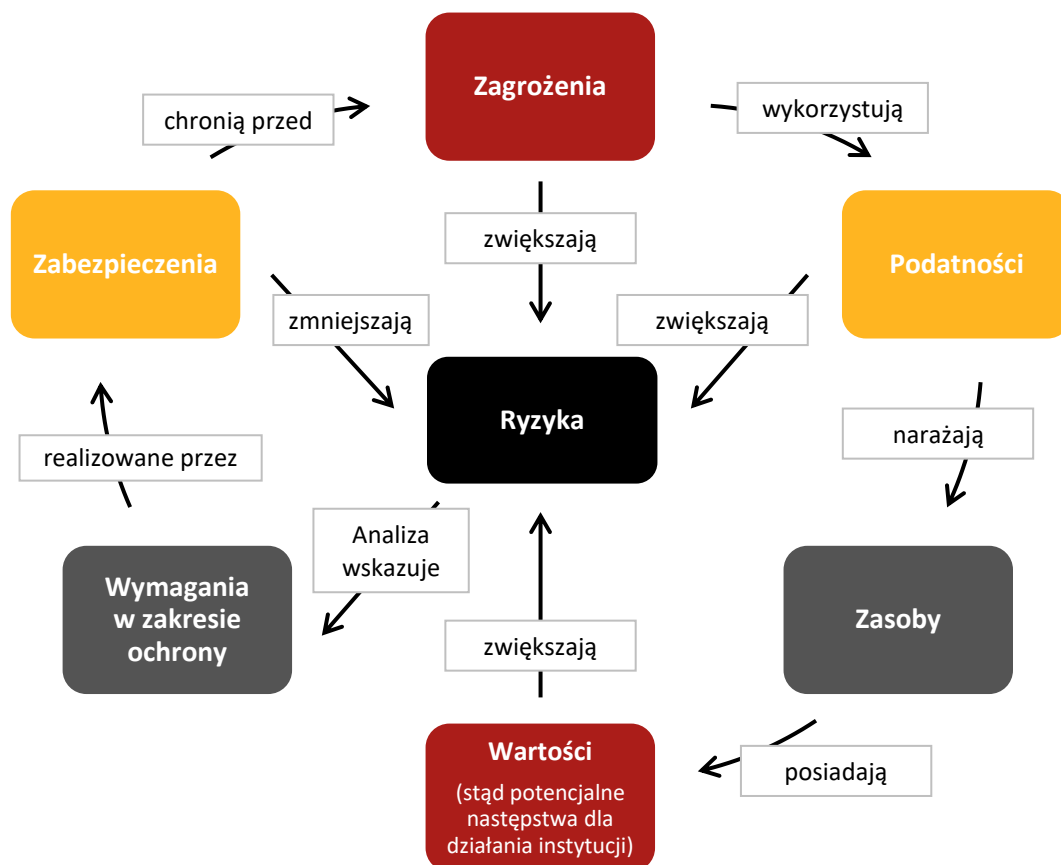 Zagrożenia
chronią przed
wykorzystują
zwiększają
Zabezpieczenia
Podatności
zmniejszają
zwiększają
Ryzyka
realizowane przez
narażają
Analiza
wskazuje
Wymagania
w zakresie
ochrony
Zasoby
zwiększają
Wartości
(stąd potencjalne
następstwa dla
działania instytucji)
posiadają